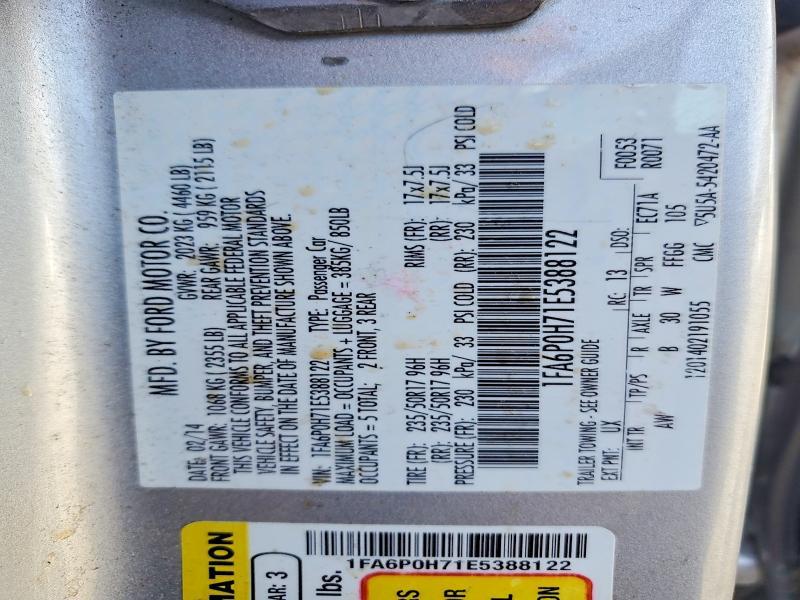 MFD. BY FORD MOTOR CO.
DATE: 02/14 GVWR: 2023 KG ( 4460 LB)
FRONT GAWR: 1068 KG ( 2355 LB) REAR GAWR: 959 KG ( 2115 LB)
THIS VEHICLE CONFORMS TO ALL APPLICABLE FEDERAL MOTOR
VEHICLE SAFETY, BUMPER, AND THEFT PREVENTION STANDARDS
IN EFFECT ON THE DATE OF MANUFACTURE SHOWN ABOVE.
VIN: 1FA6P0H71E5388122 TYPE: Passenger Car
MAXIMUM LOAD = OCCUPANTS + LUGGAGE = 385KG/ 850LB
OCCUPANTS = 5 TOTAL; 2 FRONT, 3 REAR
TIRE (FR): 235/50R17 96H RIMS (FR): 17x7.5J
(RR): 235/50R17 96H (RR): 17x7.5J
PRESSURE (FR): 230 kPa/ 33 PSI COLD (RR): 230 kPa/ 33 PSI COLD
1FA6P0H71E5388122
TRAILER TOWING - SEE OWNER GUIDE
EXT PNT: UX RC: 13 DSO: F0053
INT TR TP/PS R AXLE TR SPR EC71A R0071
AW B 30 W FFGG 105
1201402191055 CMC ▽5U5A-5420472-AA
MATION
AR: 3
lbs.
1FA6P0H71E5388122
RS
OR
L
ON